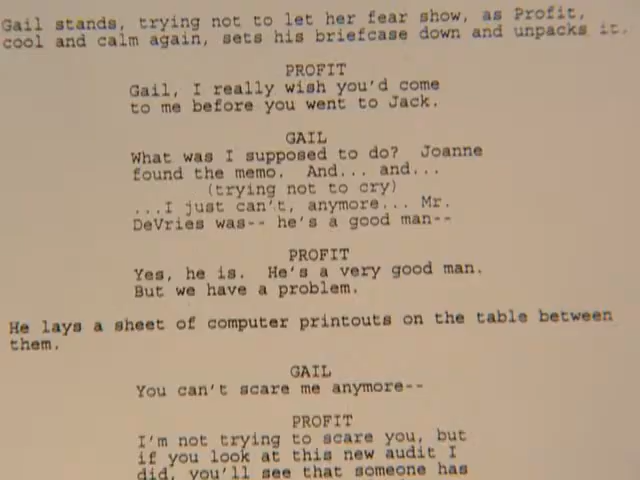 Gail stands, trying not to let her fear show, as Profit,
cool and calm again, sets his briefcase down and unpacks it.
PROFIT
Gail, I really wish you'd come
to me before you went to Jack.
GAIL
What was I supposed to do? Joanne
found the memo. And... and...
(trying not to cry)
...I just can't, anymore... Mr.
DeVries was-- he's a good man--
PROFIT
Yes, he is. He's a very good man.
But we have a problem.
He lays a sheet of computer printouts on the table between
them.
GAIL
You can't scare me anymore--
PROFIT
I'm not trying to scare you, but
if you look at this new audit I
did, you'll see that someone has